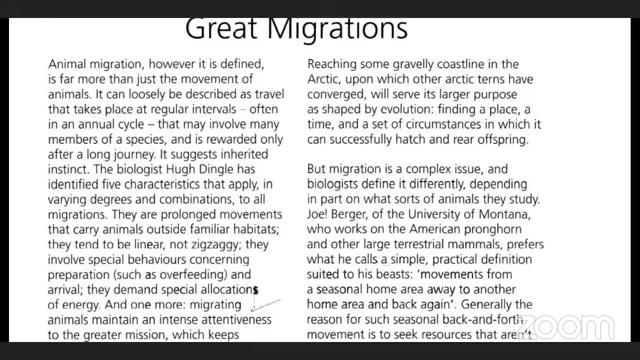 Great Migrations
Animal migration, however it is defined,
is far more than just the movement of
animals. It can loosely be described as travel
that takes place at regular intervals – often
in an annual cycle – that may involve many
members of a species, and is rewarded only
after a long journey. It suggests inherited
instinct. The biologist Hugh Dingle has
identified five characteristics that apply, in
varying degrees and combinations, to all
migrations. They are prolonged movements
that carry animals outside familiar habitats;
they tend to be linear, not zigzaggy; they
involve special behaviours concerning
preparation (such as overfeeding) and
arrival; they demand special allocations
of energy. And one more: migrating
animals maintain an intense attentiveness
to the greater mission, which keeps
Reaching some gravelly coastline in the
Arctic, upon which other arctic terns have
converged, will serve its larger purpose
as shaped by evolution: finding a place, a
time, and a set of circumstances in which it
can successfully hatch and rear offspring.
But migration is a complex issue, and
biologists define it differently, depending
in part on what sorts of animals they study.
Joe! Berger, of the University of Montana,
who works on the American pronghorn
and other large terrestrial mammals, prefers
what he calls a simple, practical definition
suited to his beasts: 'movements from
a seasonal home area away to another
home area and back again'. Generally the
reason for such seasonal back-and-forth
movement is to seek resources that aren't
zoom